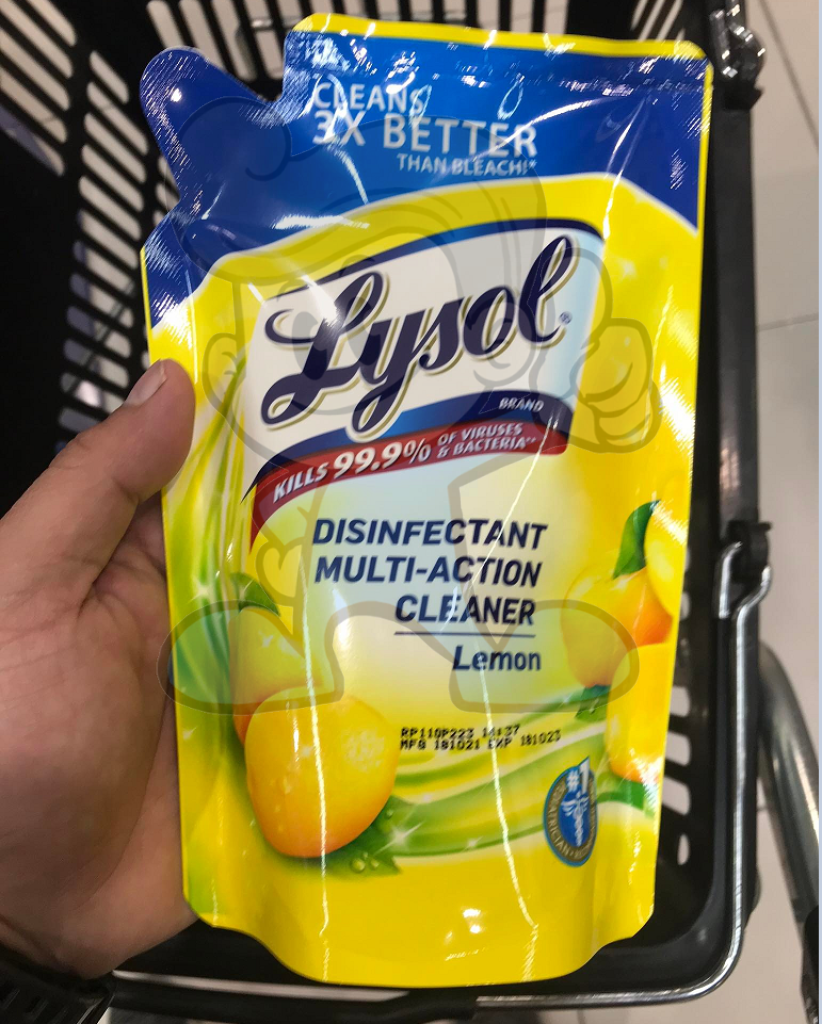 CLEANS
3X BETTER
THAN BLEACH!*
Lysol®
BRAND
KILLS 99.9% OF VIRUSES & BACTERIA**
DISINFECTANT
MULTI-ACTION
CLEANER
Lemon
MFG 181021 EXP 181023